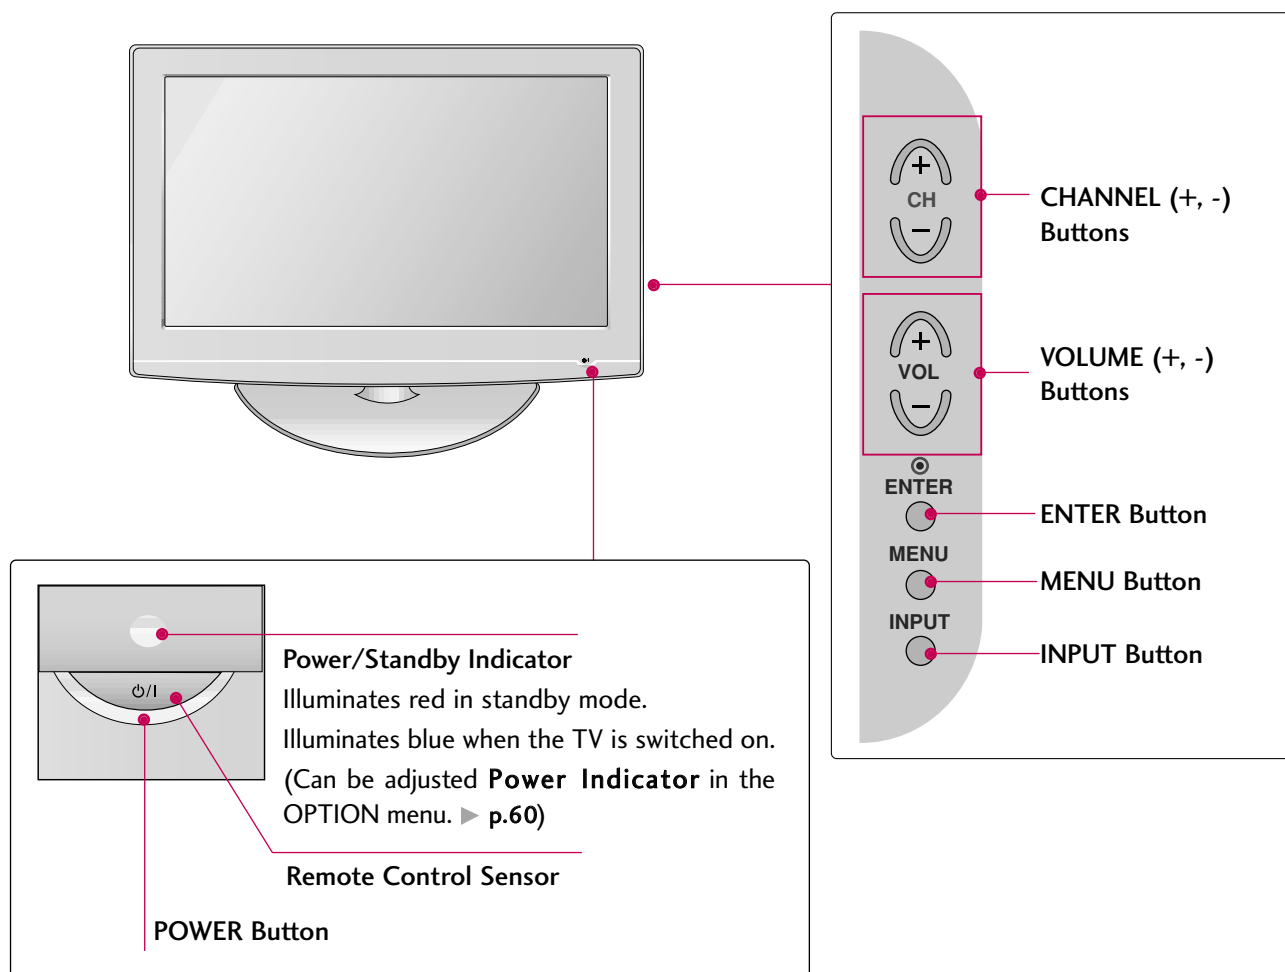 +
CH
−
CHANNEL (+, -)
Buttons
+
VOL
−
VOLUME (+, -)
Buttons
ENTER
ENTER Button
MENU
MENU Button
INPUT
INPUT Button
⏻/I
Power/Standby Indicator
Illuminates red in standby mode.
Illuminates blue when the TV is switched on.
(Can be adjusted Power Indicator in the
OPTION menu. ► p.60)
Remote Control Sensor
POWER Button